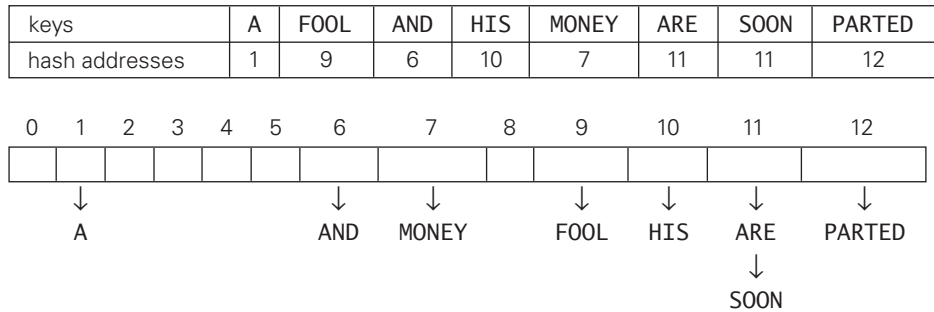 keys A FOOL AND HIS MONEY ARE SOON PARTED
hash addresses 1 9 6 10 7 11 11 12
0 1 2 3 4 5 6 7 8 9 10 11 12
A AND MONEY FOOL HIS ARE PARTED
SOON